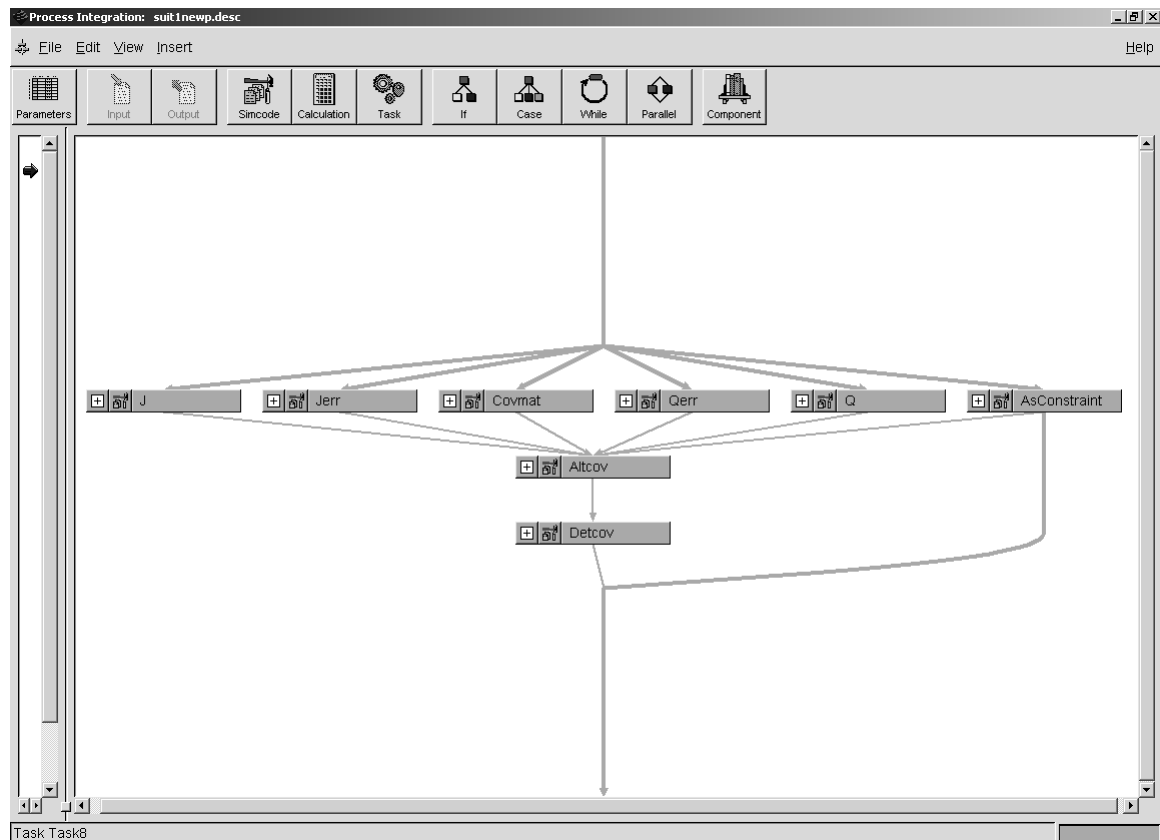 Process Integration: suit1newp.desc
File Edit View Insert Help
Parameters Input Output Simcode Calculation Task If Case While Parallel Component
J Jerr Covmat Qerr Q AsConstraint
Altcov
Detcov
Task Task8